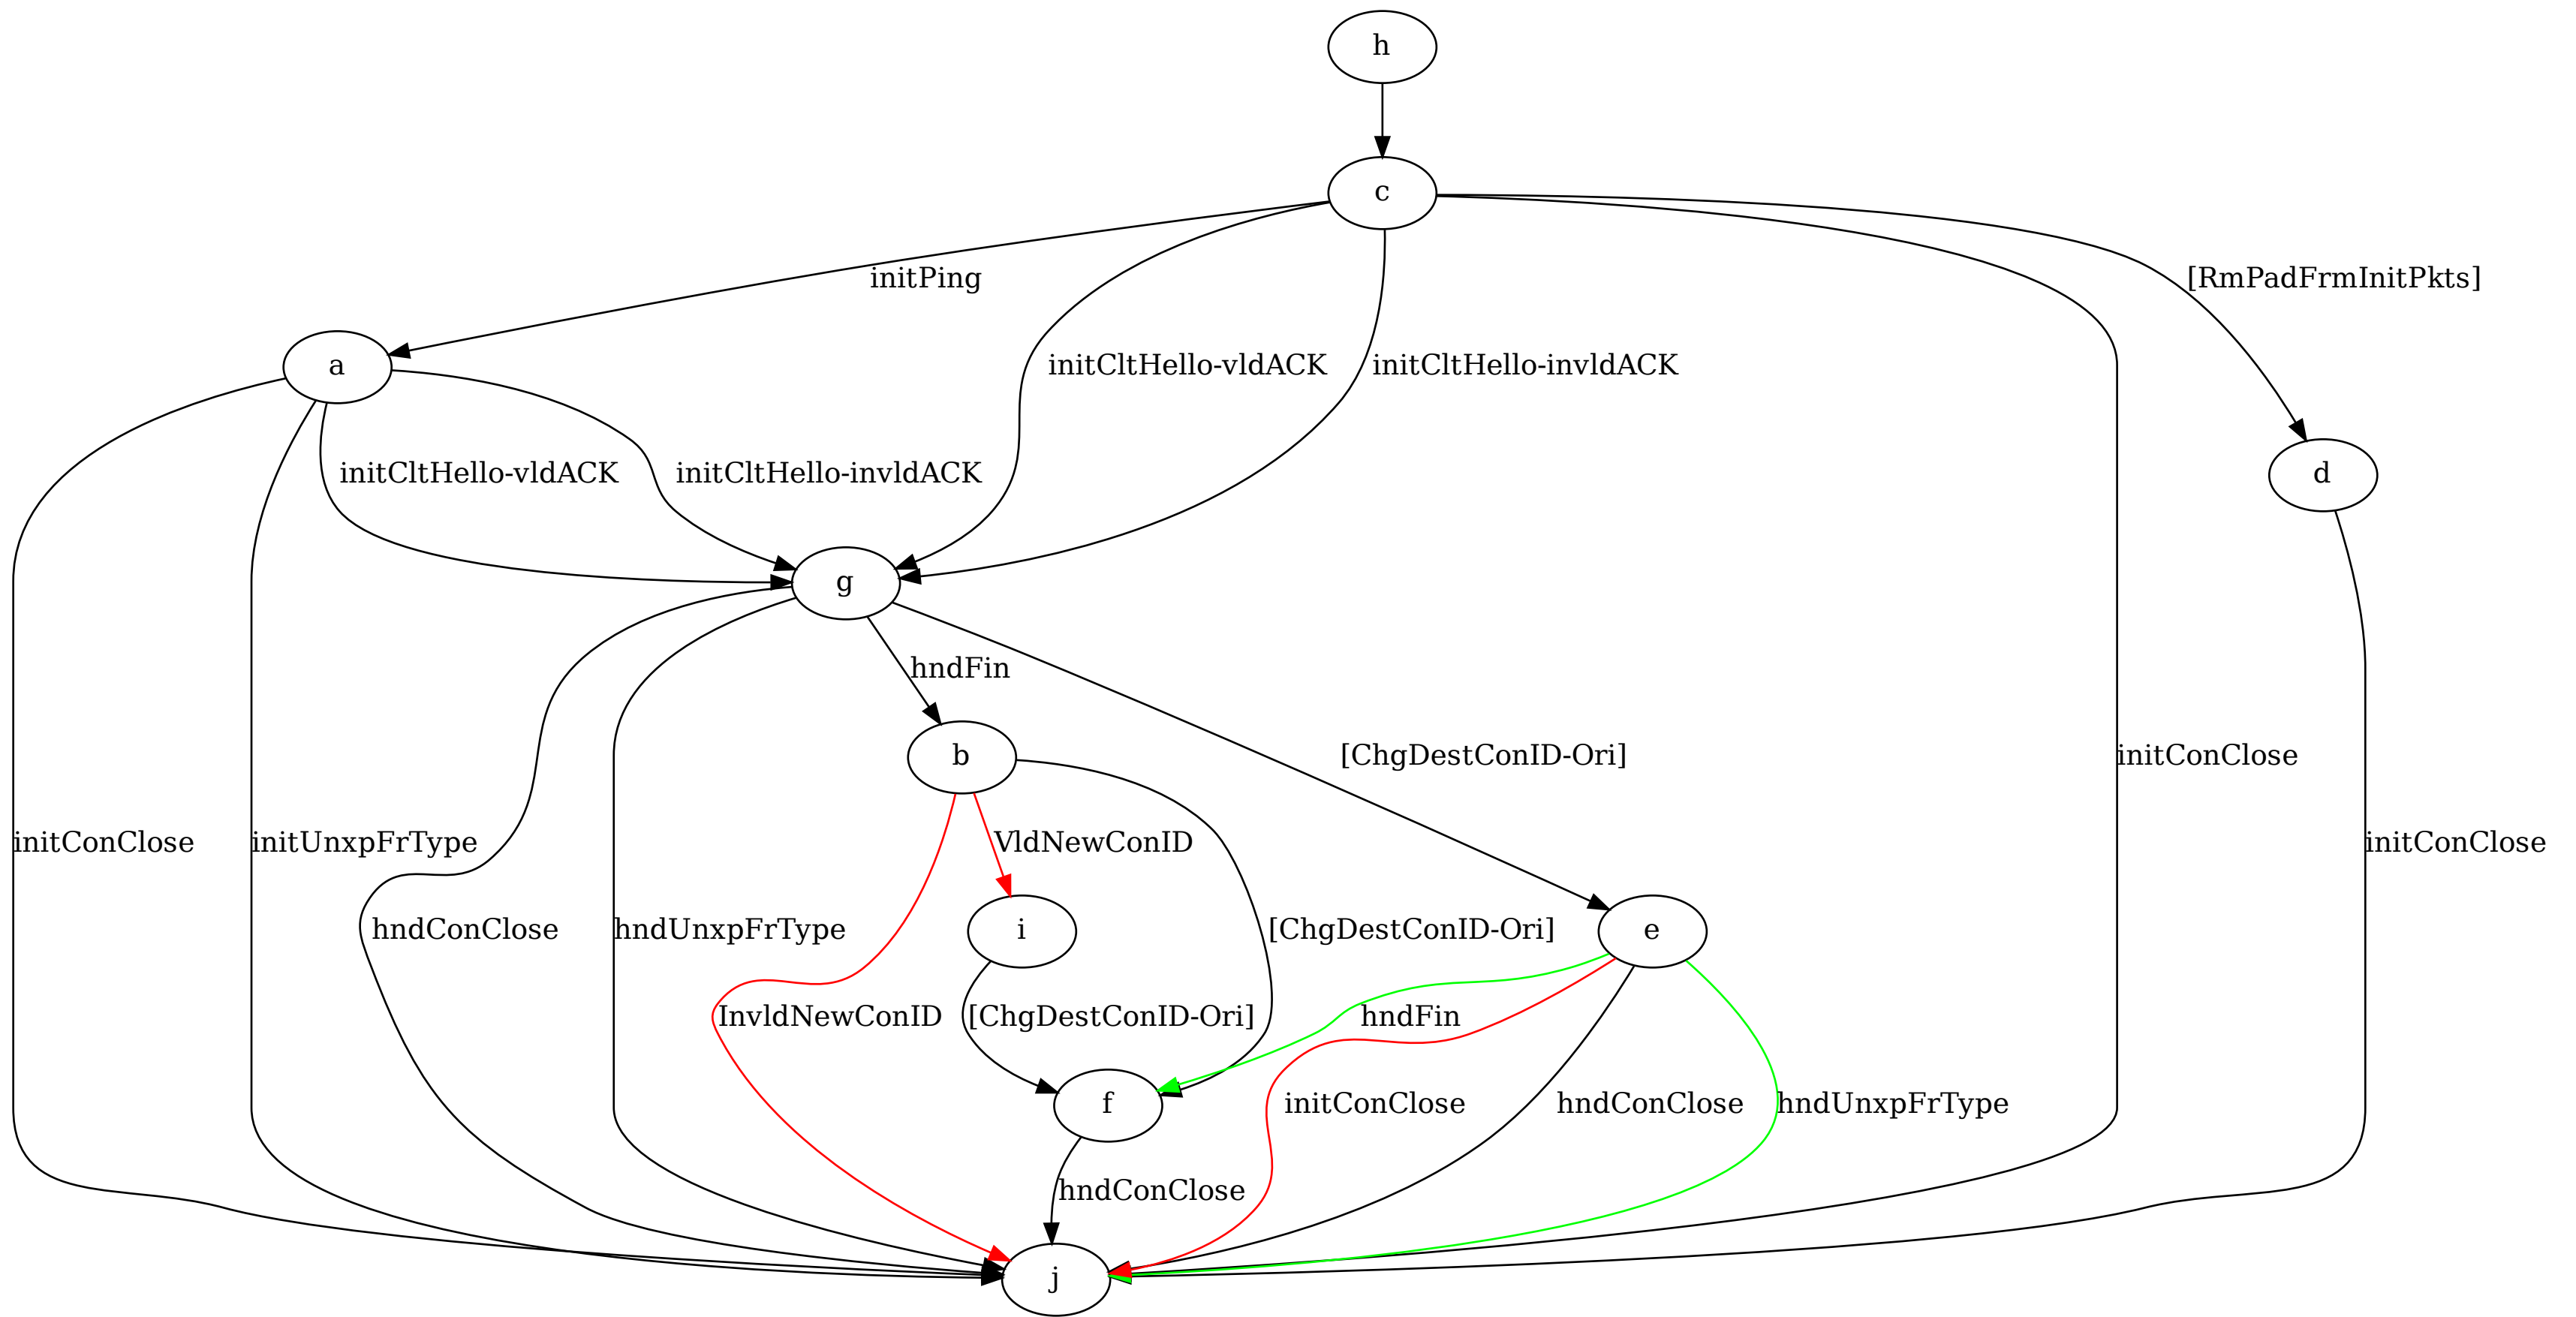 h
c
initPing
[RmPadFrmInitPkts]
a
initCltHello-vldACK
initCltHello-invldACK
initCltHello-vldACK
initCltHello-invldACK
d
g
hndFin
b
[ChgDestConID-Ori]
initConClose
initConClose
initUnxpFrType
VldNewConID
initConClose
hndConClose
hndUnxpFrType
i
[ChgDestConID-Ori]
e
InvldNewConID
[ChgDestConID-Ori]
hndFin
f
initConClose
hndConClose
hndUnxpFrType
hndConClose
j